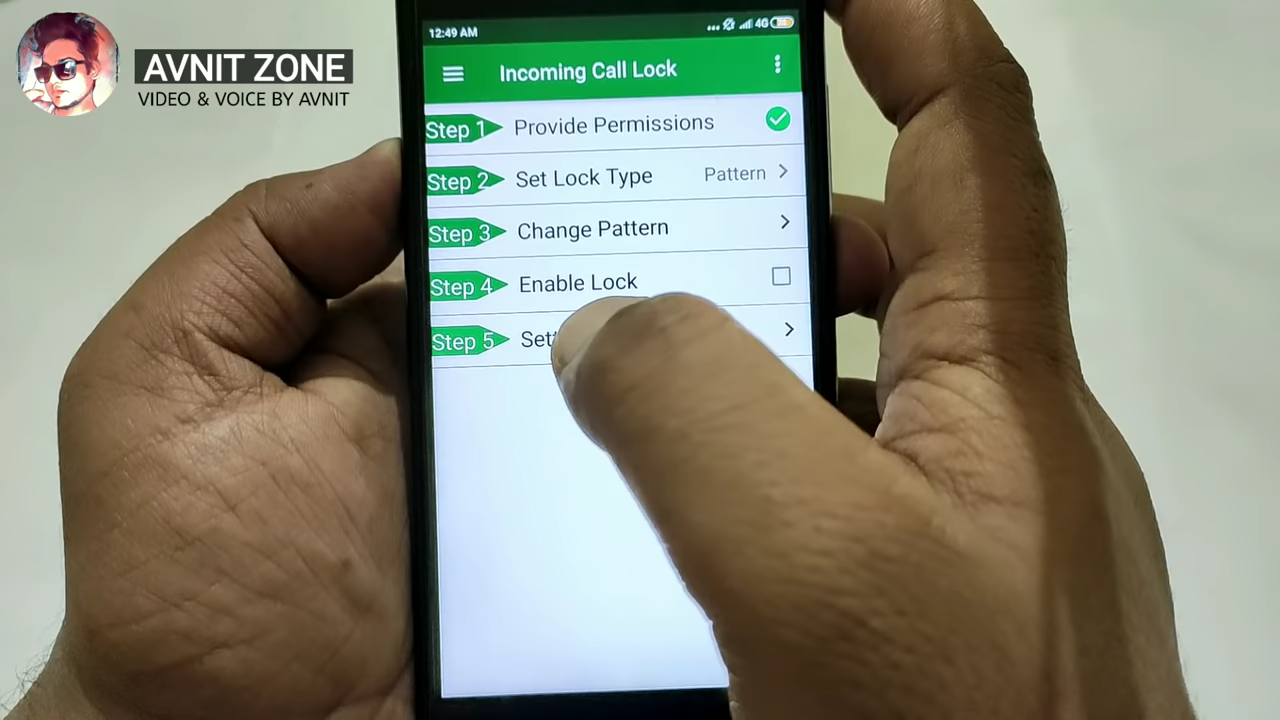 AVNIT ZONE
VIDEO & VOICE BY AVNIT
12:49 AM
4G
Incoming Call Lock
Step 1 Provide Permissions
Step 2 Set Lock Type Pattern
Step 3 Change Pattern
Step 4 Enable Lock
Step 5